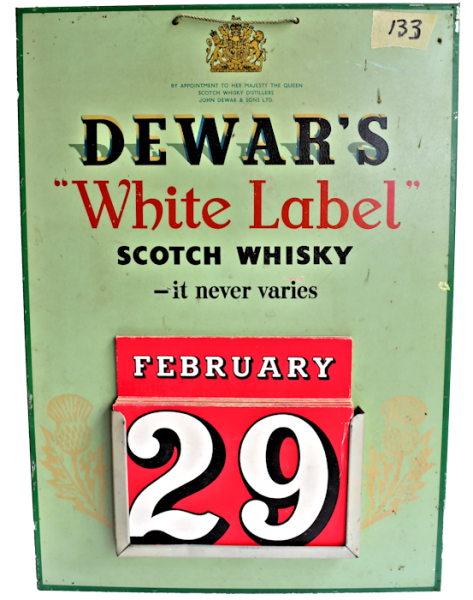 133
BY APPOINTMENT TO HER MAJESTY THE QUEEN
SCOTCH WHISKY DISTILLERS
JOHN DEWAR & SONS LTD.
DEWAR'S
"White Label"
SCOTCH WHISKY
—it never varies
FEBRUARY
29